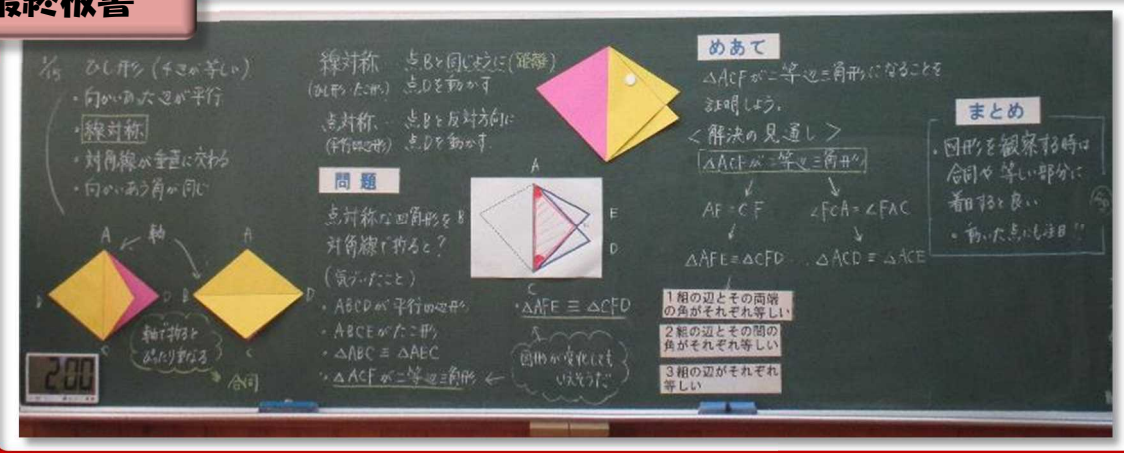 最終板書
ひし形 (4さが等しい)
・向かいあった辺が平行
・線対称
・対角線が垂直に交わる
・向かいあう角が同じ
A
軸
B
D
C
A
B
D
C
軸で折ると
ぴったり重なる
合同
2:00
線対称 点Bと同じように(距離)
(ひし形・たこ形) 点Dを動かす
点対称、点Bと反対方向に
(平行四辺形) 点Dを動かす。
問題
点対称な四角形を
対角線で折ると?
(気づいたこと)
・ABCDが平行四辺形
・ABCEがたこ形
・△ABC ≡ △AEC
・△ACFが二等辺三角形
A
B
E
D
C
・△AFE ≡ △CFD
図形が変化しても
いえそうだ
めあて
△ACFが二等辺三角形になることを
証明しよう。
<解決の見通し>
△ACFが二等辺三角形
AF=CF ∠FCA=∠FAC
△AFE≡△CFD ・・・ △ACD ≡ △ACE
1組の辺とその両端
の角がそれぞれ等しい
2組の辺とその間の
角がそれぞれ等しい
3組の辺がそれぞれ
等しい
まとめ
・図形を観察する時は
合同や等しい部分に
着目すると良い
・動いた点にも注目!!